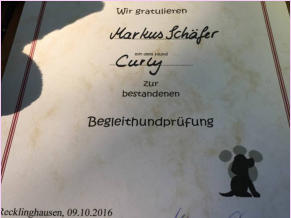 Wir gratulieren
Markus Schäfer
mit dem Hund
Curly
zur
bestandenen
Begleithundprüfung
Recklinghausen, 09.10.2016